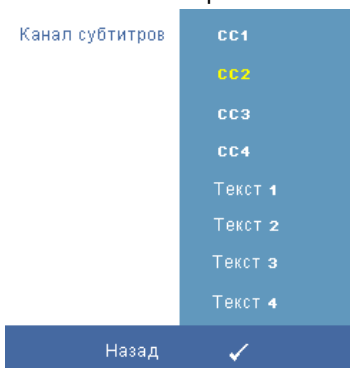 Канал субтитров CC1
CC2
CC3
CC4
Текст 1
Текст 2
Текст 3
Текст 4
Назад ✓